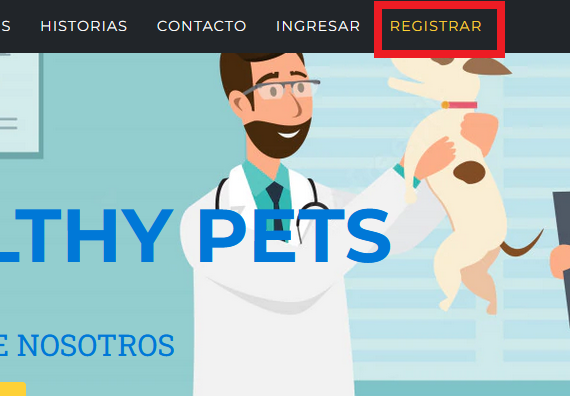 S HISTORIAS CONTACTO INGRESAR REGISTRAR
LTHY PETS
E NOSOTROS